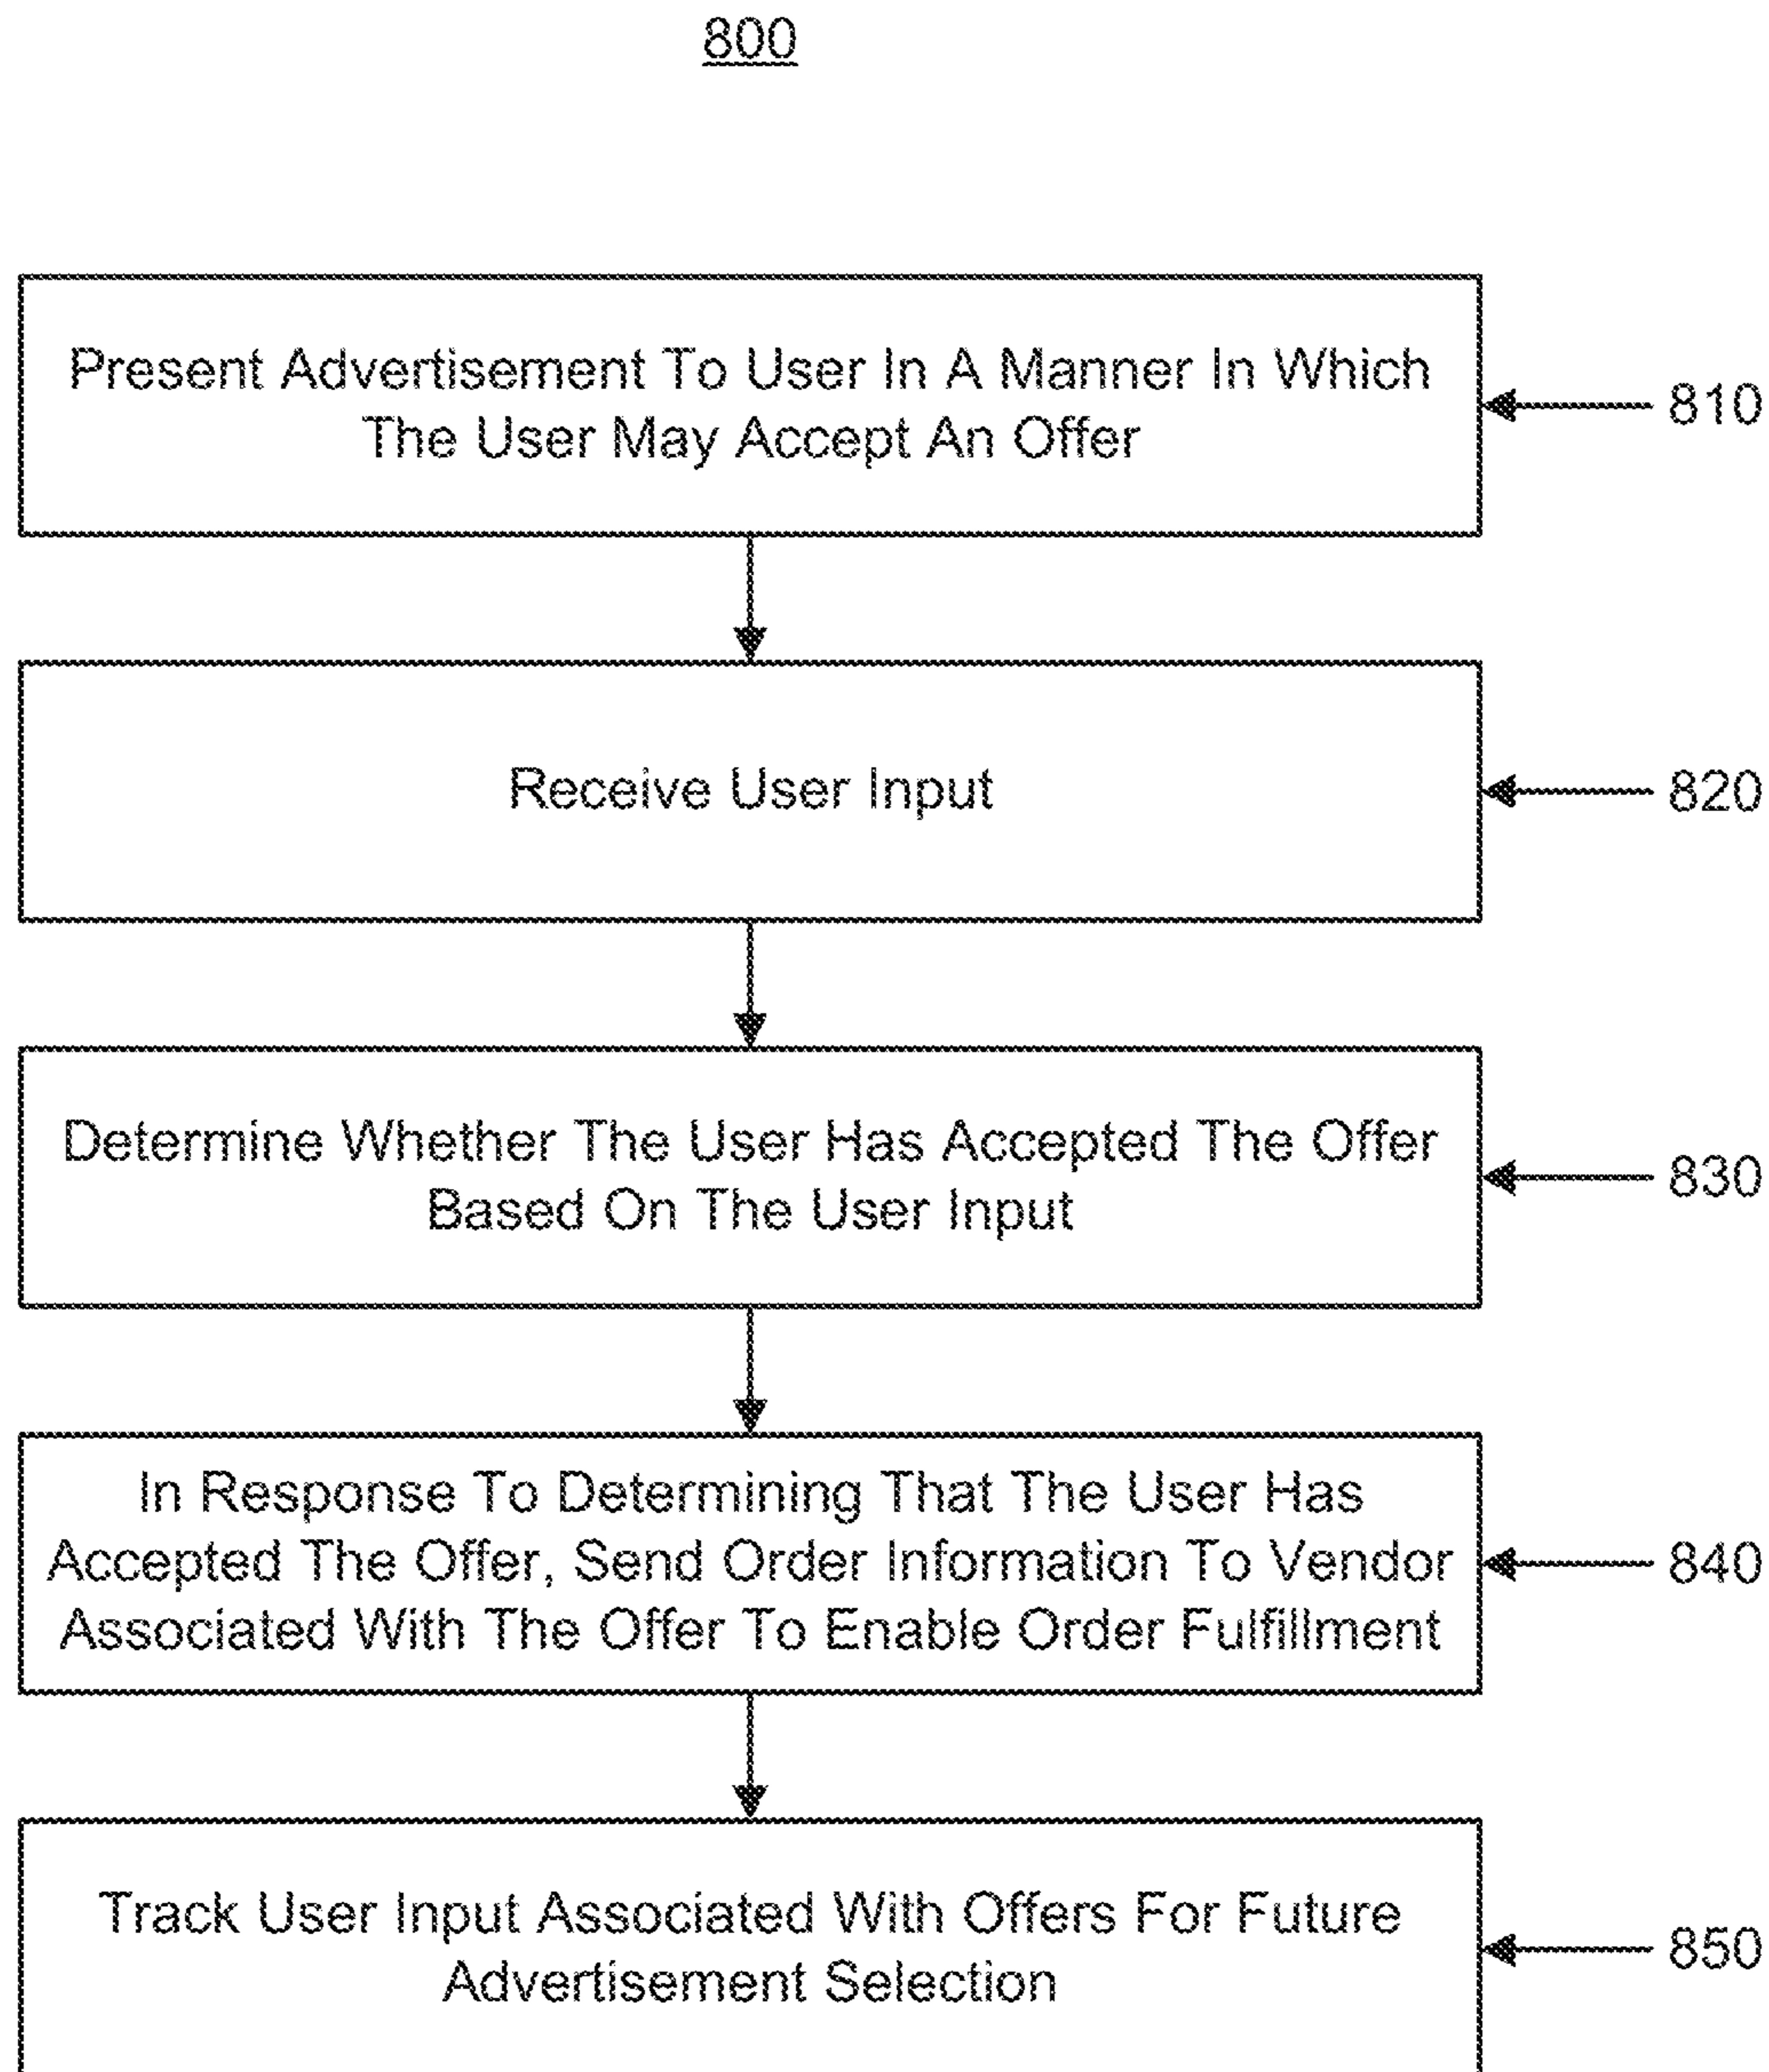 800
Present Advertisement To User In A Manner In Which
The User May Accept An Offer
810
Receive User Input
820
Determine Whether The User Has Accepted The Offer
Based On The User Input
830
In Response To Determining That The User Has
Accepted The Offer, Send Order Information To Vendor
Associated With The Offer To Enable Order Fulfillment
840
Track User Input Associated With Offers For Future
Advertisement Selection
850